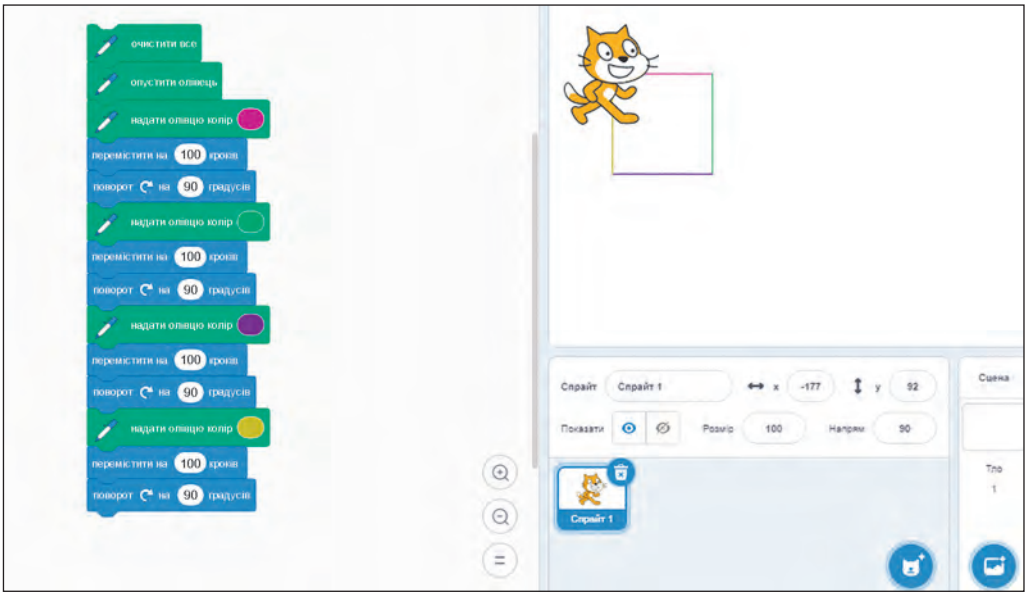 очистити все
опустити олівець
надати олівцю колір
перемістити на 100 кроків
поворот на 90 градусів
надати олівцю колір
перемістити на 100 кроків
поворот на 90 градусів
надати олівцю колір
перемістити на 100 кроків
поворот на 90 градусів
надати олівцю колір
перемістити на 100 кроків
поворот на 90 градусів
Спрайт Спрайт 1 x -177 y 92
Показати Розмір 100 Напрям 90
Спрайт 1
Сцена
Тло
1